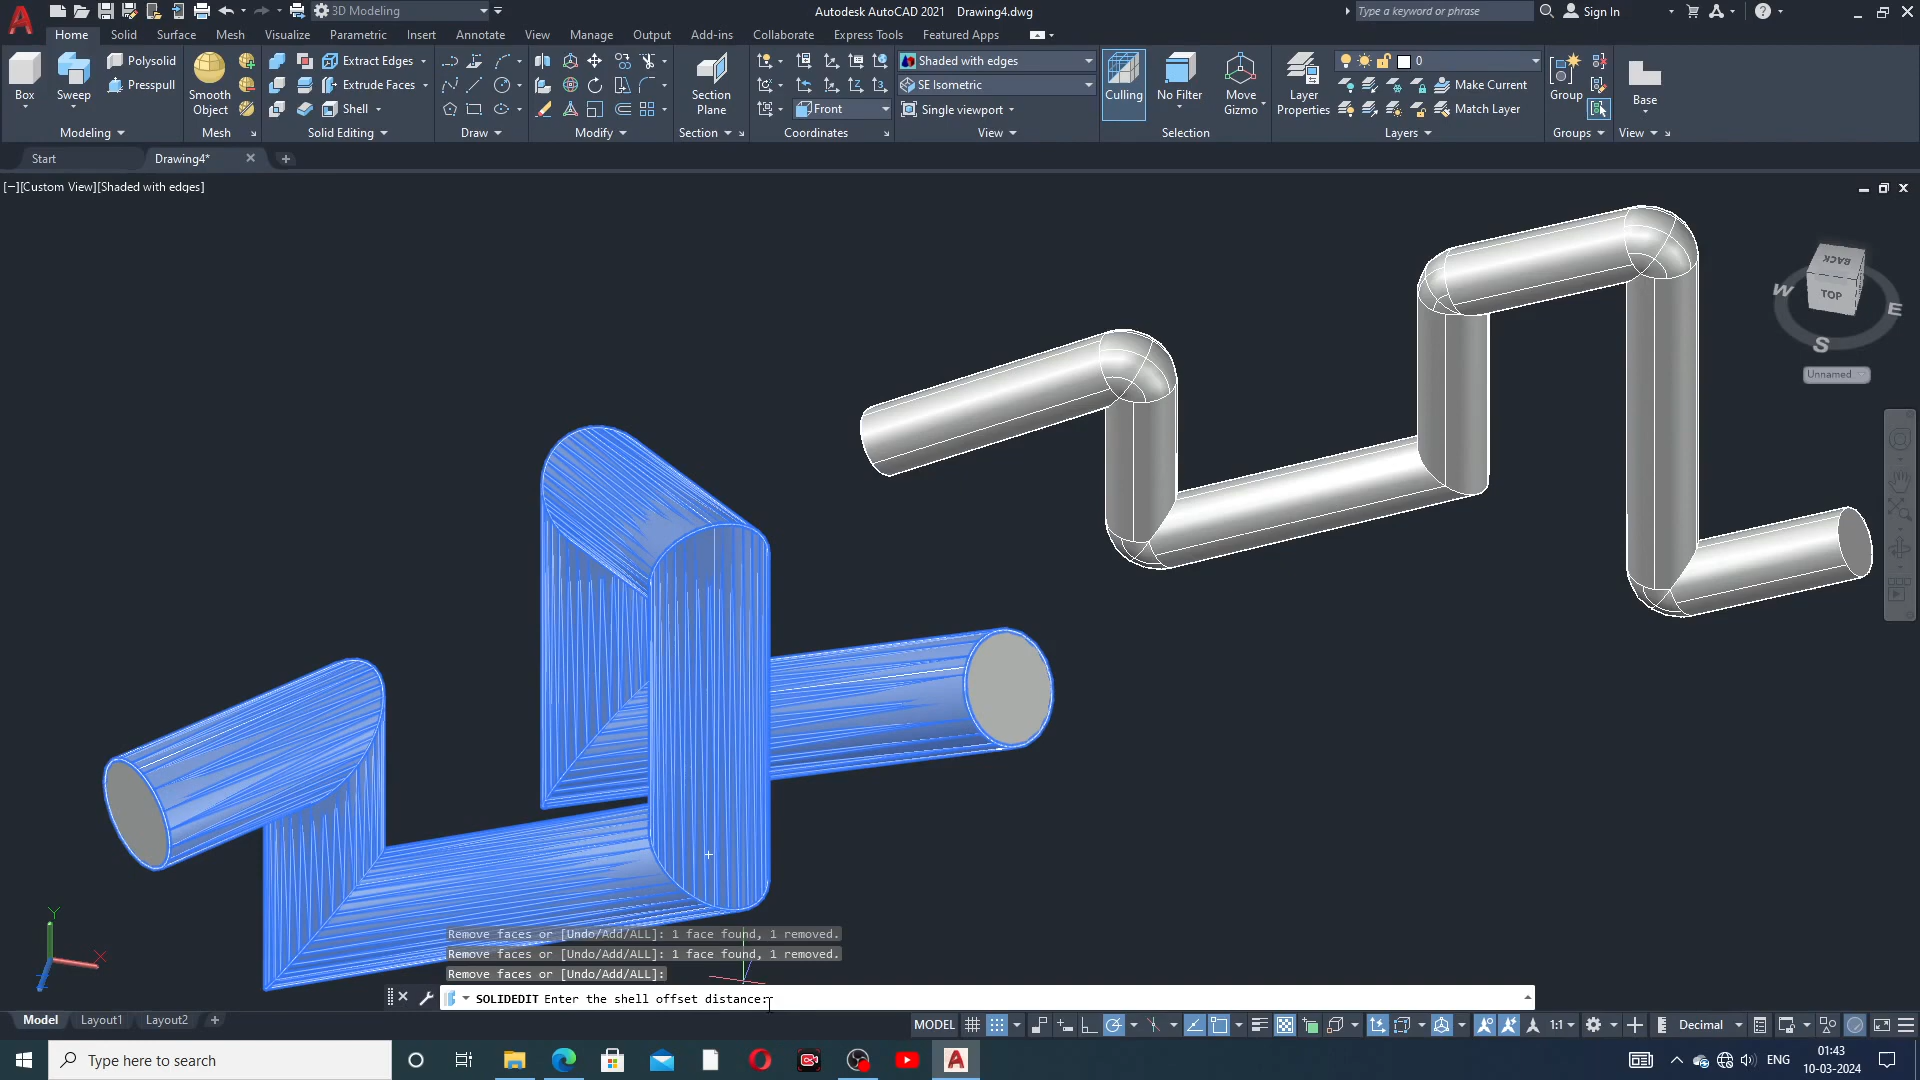 3D Modeling
Autodesk AutoCAD 2021 Drawing4.dwg
Type a keyword or phrase
Sign In
Home Solid Surface Mesh Visualize Parametric Insert Annotate View Manage Output Add-ins Collaborate Express Tools Featured Apps
Box
Sweep
Polysolid
Presspull
Modeling
Smooth
Object
Mesh
Extract Edges
Extrude Faces
Shell
Solid Editing
Draw
Modify
Section
Plane
Section
Front
Coordinates
Shaded with edges
SE Isometric
Single viewport
View
Culling
No Filter
Move
Gizmo
Selection
Layer
Properties
0
Make Current
Match Layer
Layers
Group
Groups
Base
View
Start
Drawing4*
[−][Custom View][Shaded with edges]
BACK
TOP
W
E
S
Unnamed
Y
X
Remove faces or [Undo/Add/ALL]: 1 face found, 1 removed.
Remove faces or [Undo/Add/ALL]: 1 face found, 1 removed.
Remove faces or [Undo/Add/ALL]:
SOLIDEDIT Enter the shell offset distance:
Model Layout1 Layout2
MODEL
1:1
Decimal
Type here to search
ENG
01:43
10-03-2024